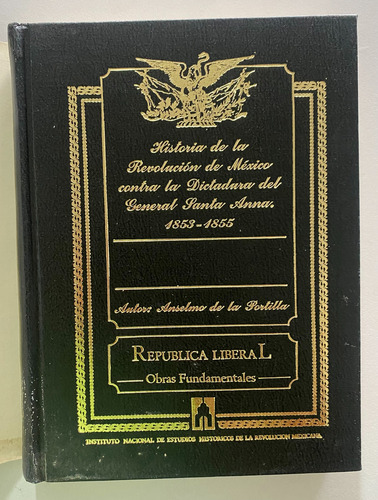 Historia de la
Revolución de México
contra la Dictadura del
General Santa Anna.
1853-1855
Autor: Anselmo de la Portilla
REPUBLICA LIBERAL
Obras Fundamentales
INSTITUTO NACIONAL DE ESTUDIOS HISTORICOS DE LA REVOLUCION MEXICANA